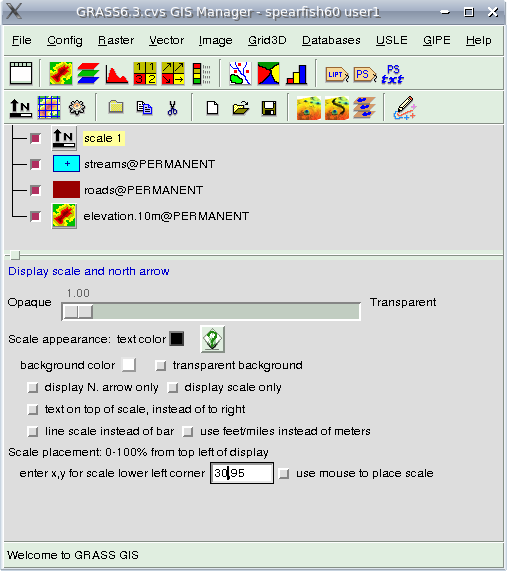 GRASS6.3.cvs GIS Manager - spearfish60 user1
File Config Raster Vector Image Grid3D Databases USLE GIPE Help
LIPT PS PS txt
N
N scale 1
streams@PERMANENT
roads@PERMANENT
elevation.10m@PERMANENT
Display scale and north arrow
1.00
Opaque Transparent
Scale appearance: text color ?
background color transparent background
display N. arrow only display scale only
text on top of scale, instead of to right
line scale instead of bar use feet/miles instead of meters
Scale placement: 0-100% from top left of display
enter x,y for scale lower left corner 30,95 use mouse to place scale
Welcome to GRASS GIS